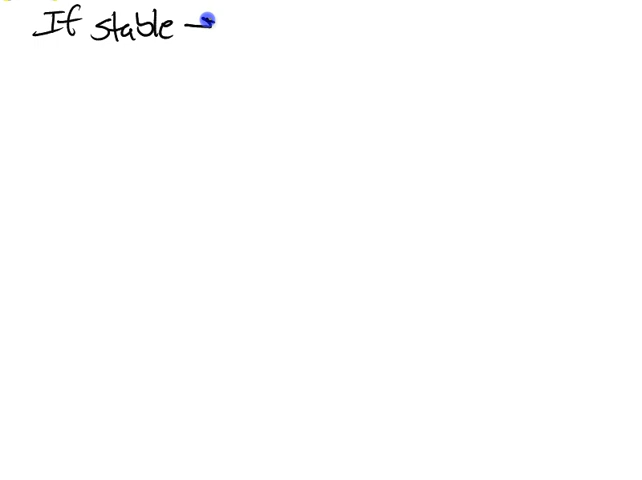 If stable →